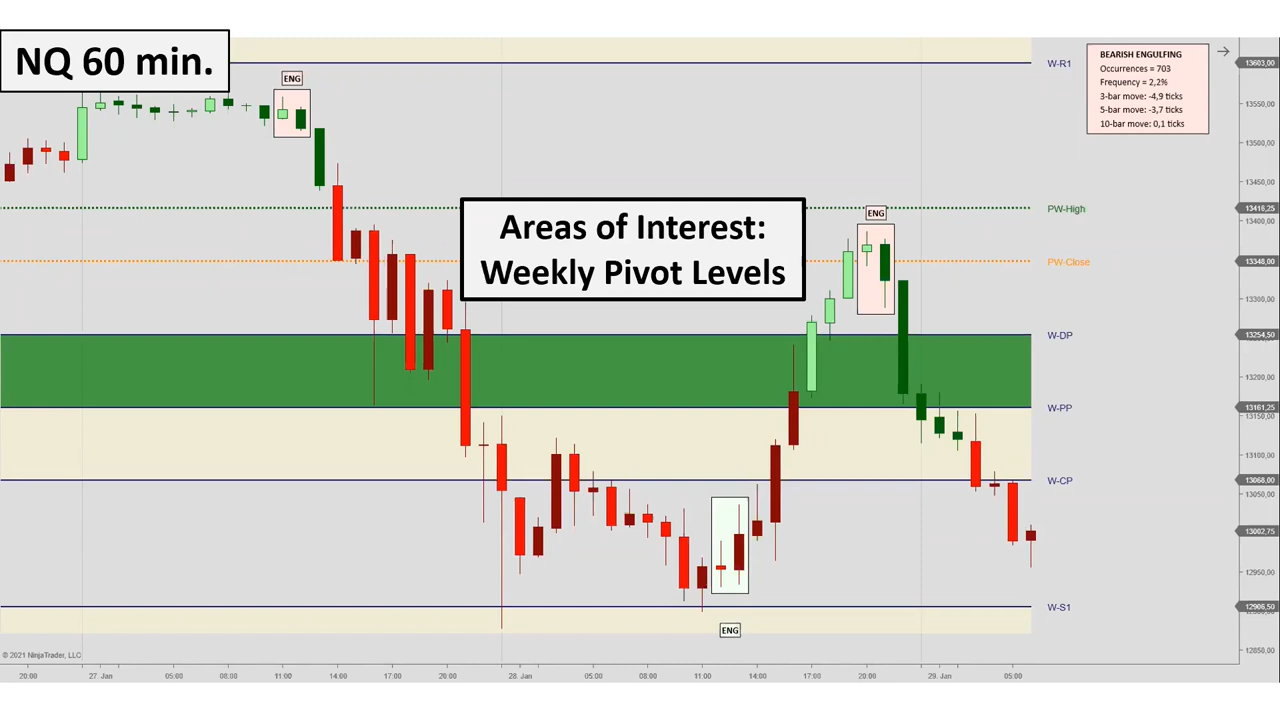 NQ 60 min.
ENG
BEARISH ENGULFING
Occurrences = 703
Frequency = 2,2%
3-bar move: -4,9 ticks
5-bar move: -3,7 ticks
10-bar move: 0,1 ticks
W-R1
13603,00
13550,00
13500,00
13450,00
Areas of Interest:
Weekly Pivot Levels
ENG
PW-High
13416,25
13400,00
PW-Close
13348,00
13300,00
W-DP
13254,50
13200,00
W-PP
13161,25
13150,00
13100,00
W-CP
13068,00
13050,00
13002,75
12950,00
W-S1
12906,50
ENG
12850,00
© 2021 NinjaTrader, LLC
20:00 27 Jan 05:00 08:00 11:00 14:00 17:00 20:00 28. Jan 05:00 08:00 11:00 14:00 17:00 20:00 29. Jan 05:00